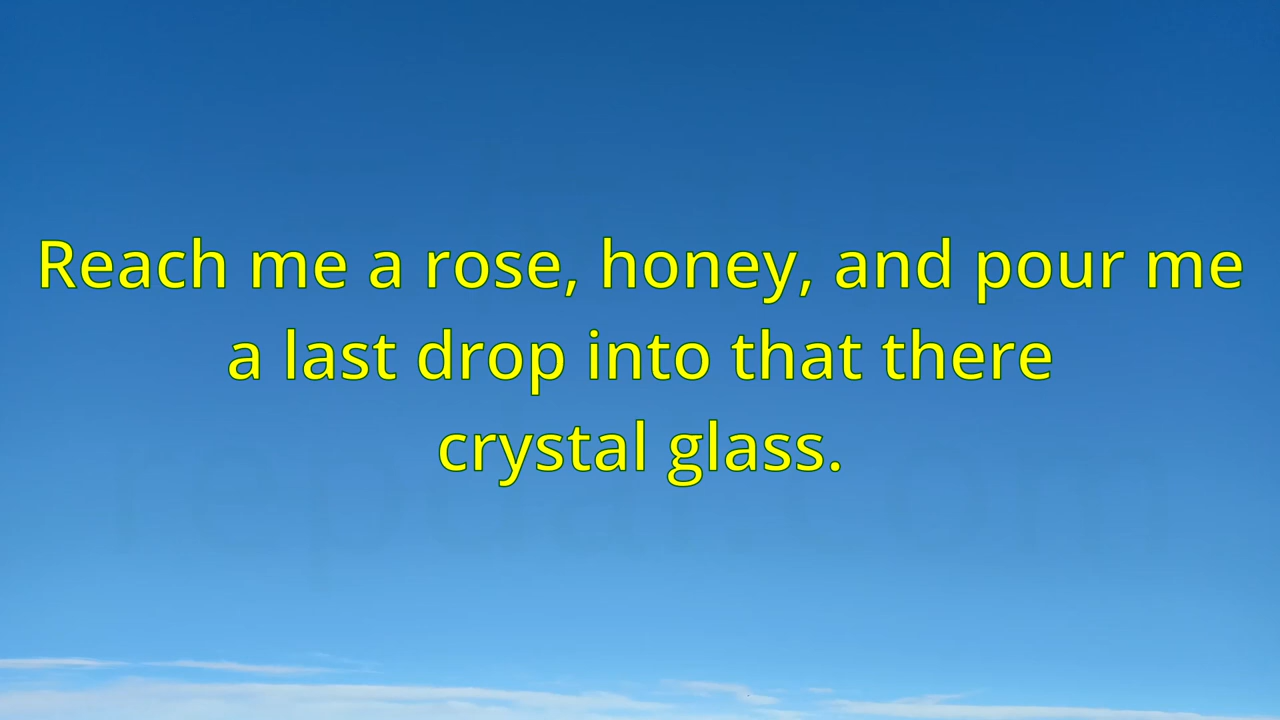 Reach me a rose, honey, and pour me
a last drop into that there
crystal glass.